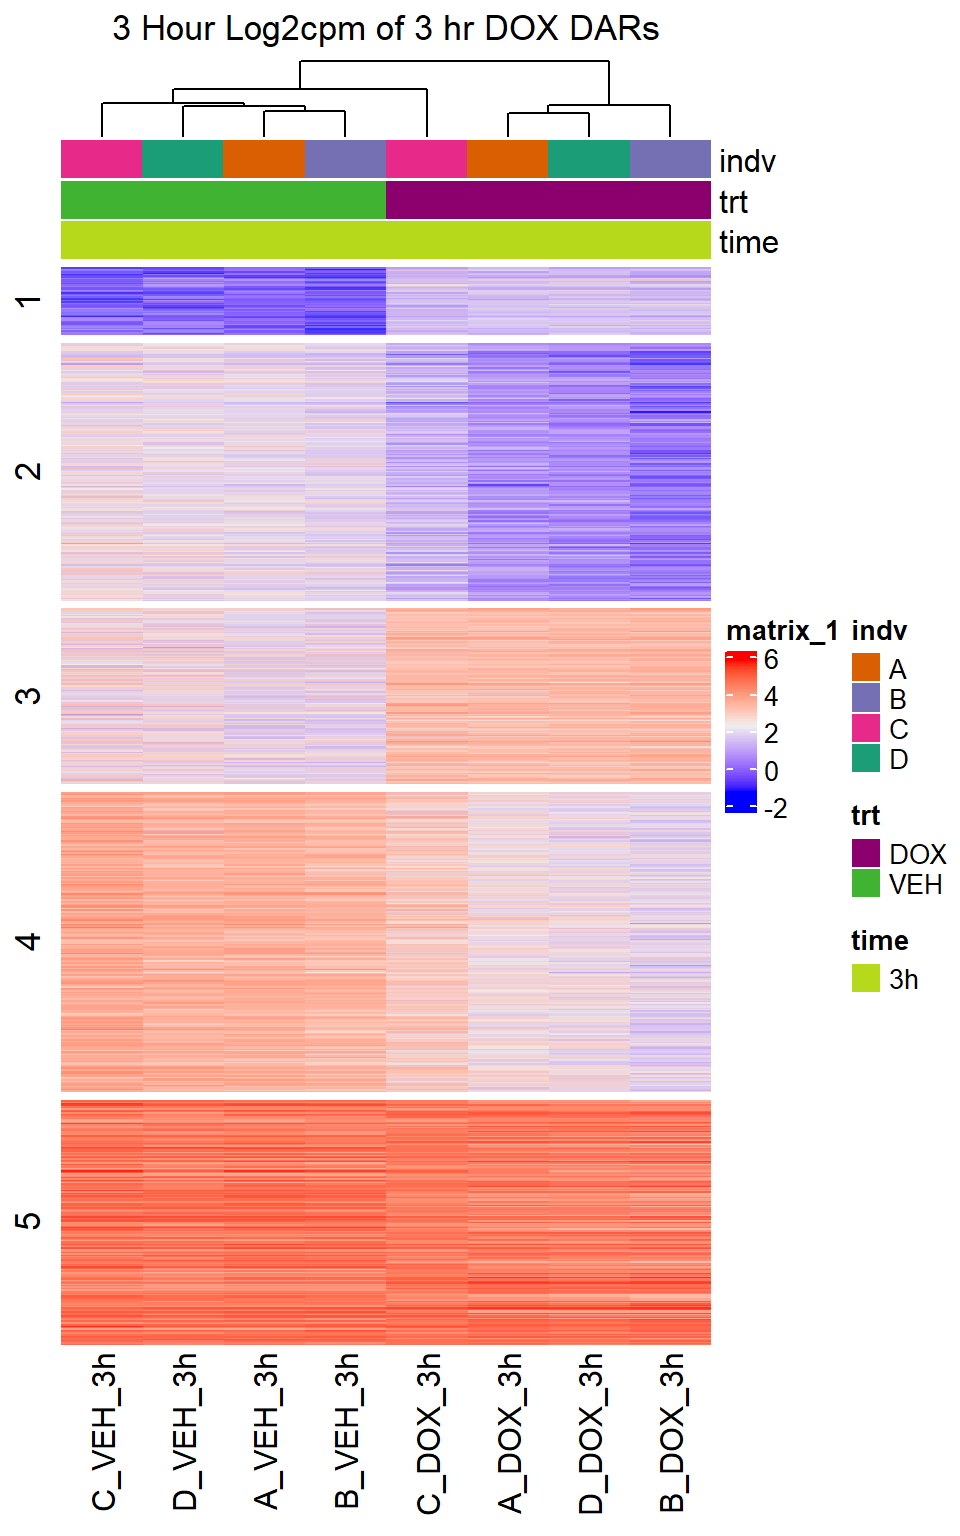 3 Hour Log2cpm of 3 hr DOX DARs
indv
trt
time
1
2
3
4
5
matrix_1
6
4
2
0
-2
indv
A
B
C
D
trt
DOX
VEH
time
3h
C_VEH_3h
D_VEH_3h
A_VEH_3h
B_VEH_3h
C_DOX_3h
A_DOX_3h
D_DOX_3h
B_DOX_3h